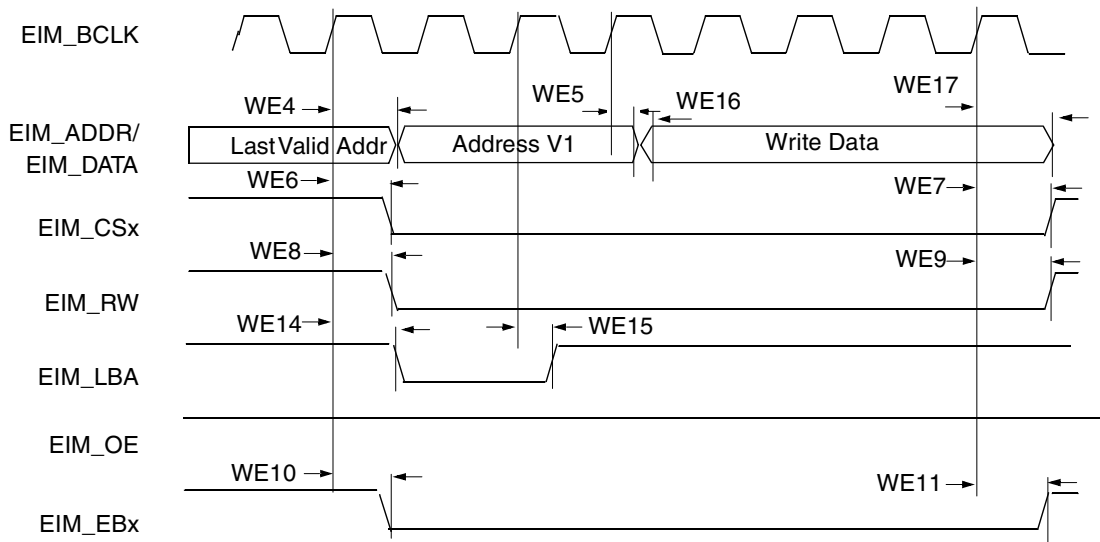 EIM_BCLK
WE4
WE5
WE16
WE17
EIM_ADDR/
EIM_DATA
Last Valid Addr
Address V1
Write Data
WE6
WE7
EIM_CSx
WE8
WE9
EIM_RW
WE14
WE15
EIM_LBA
EIM_OE
WE10
WE11
EIM_EBx